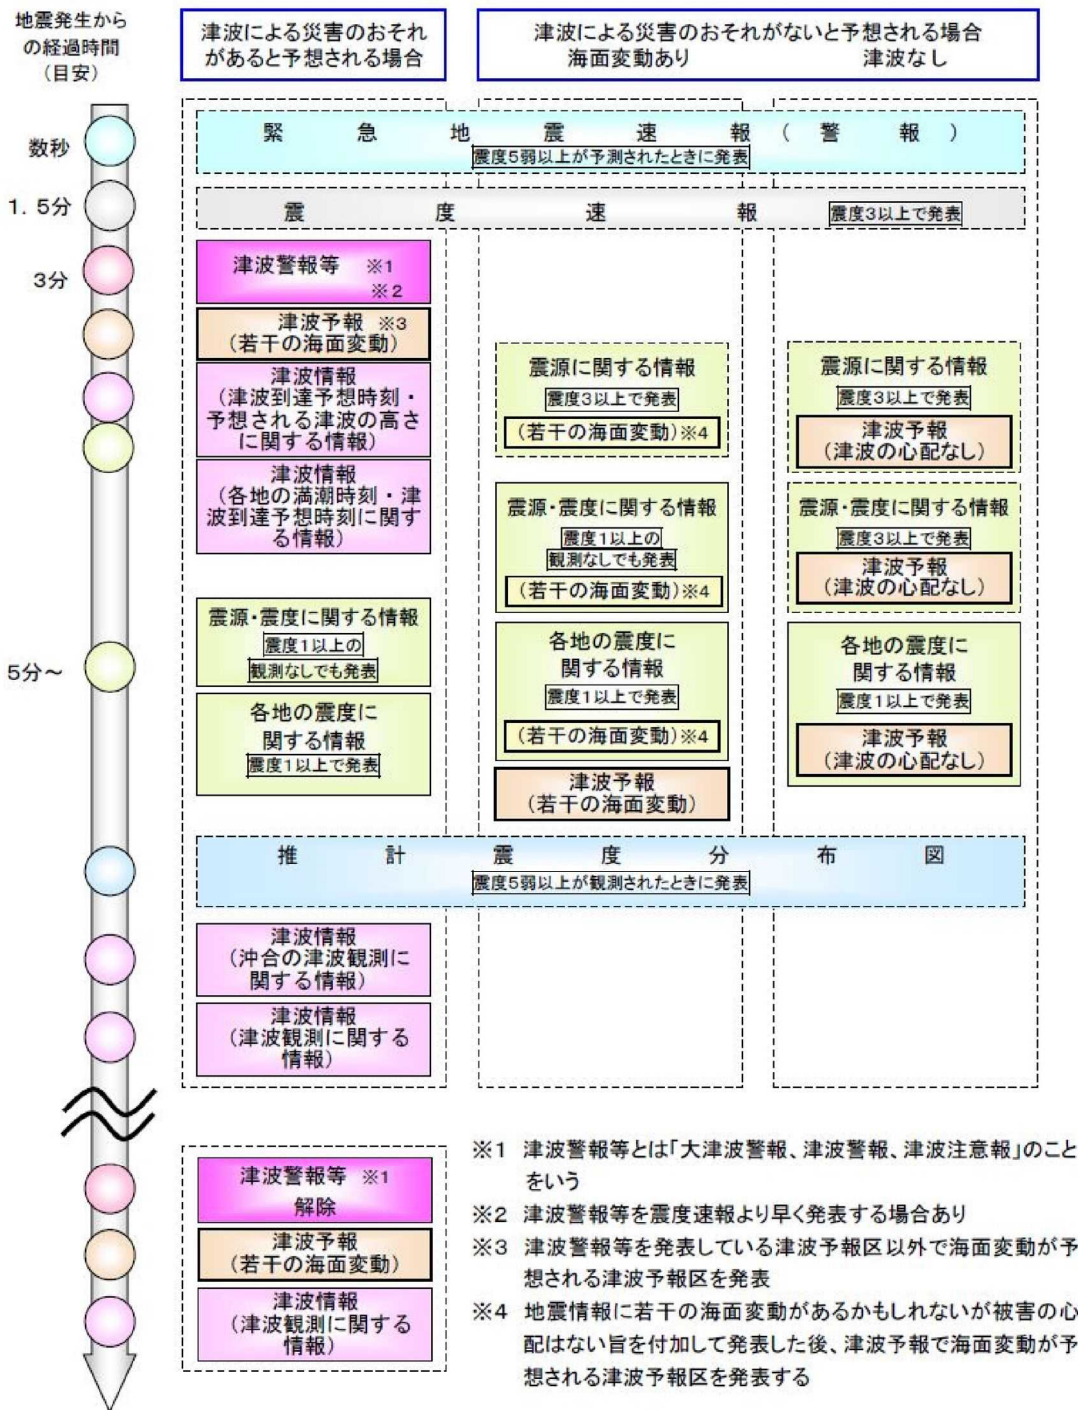 地震発生から
の経過時間
(目安)
津波による災害のおそれ
があると予想される場合
津波による災害のおそれがないと予想される場合
海面変動あり 津波なし
数秒
緊急地震速報(警報)
震度5弱以上が予測されたときに発表
1.5分
震度速報 震度3以上で発表
3分
津波警報等 ※1
※2
津波予報 ※3
(若干の海面変動)
津波情報
(津波到達予想時刻・
予想される津波の高さ
に関する情報)
津波情報
(各地の満潮時刻・津
波到達予想時刻に関す
る情報)
震源・震度に関する情報
震度1以上の
観測なしでも発表
各地の震度に
関する情報
震度1以上で発表
震源に関する情報
震度3以上で発表
(若干の海面変動)※4
震源・震度に関する情報
震度1以上の
観測なしでも発表
(若干の海面変動)※4
各地の震度に
関する情報
震度1以上で発表
(若干の海面変動)※4
津波予報
(若干の海面変動)
震源に関する情報
震度3以上で発表
津波予報
(津波の心配なし)
震源・震度に関する情報
震度3以上で発表
津波予報
(津波の心配なし)
各地の震度に
関する情報
震度1以上で発表
津波予報
(津波の心配なし)
5分~
推計震度分布図
震度5弱以上が観測されたときに発表
津波情報
(沖合の津波観測に
関する情報)
津波情報
(津波観測に関する
情報)
津波警報等 ※1
解除
津波予報
(若干の海面変動)
津波情報
(津波観測に関する
情報)
※1 津波警報等とは「大津波警報、津波警報、津波注意報」のこと
をいう
※2 津波警報等を震度速報より早く発表する場合あり
※3 津波警報等を発表している津波予報区以外で海面変動が予
想される津波予報区を発表
※4 地震情報に若干の海面変動があるかもしれないが被害の心
配はない旨を付加して発表した後、津波予報で海面変動が予
想される津波予報区を発表する